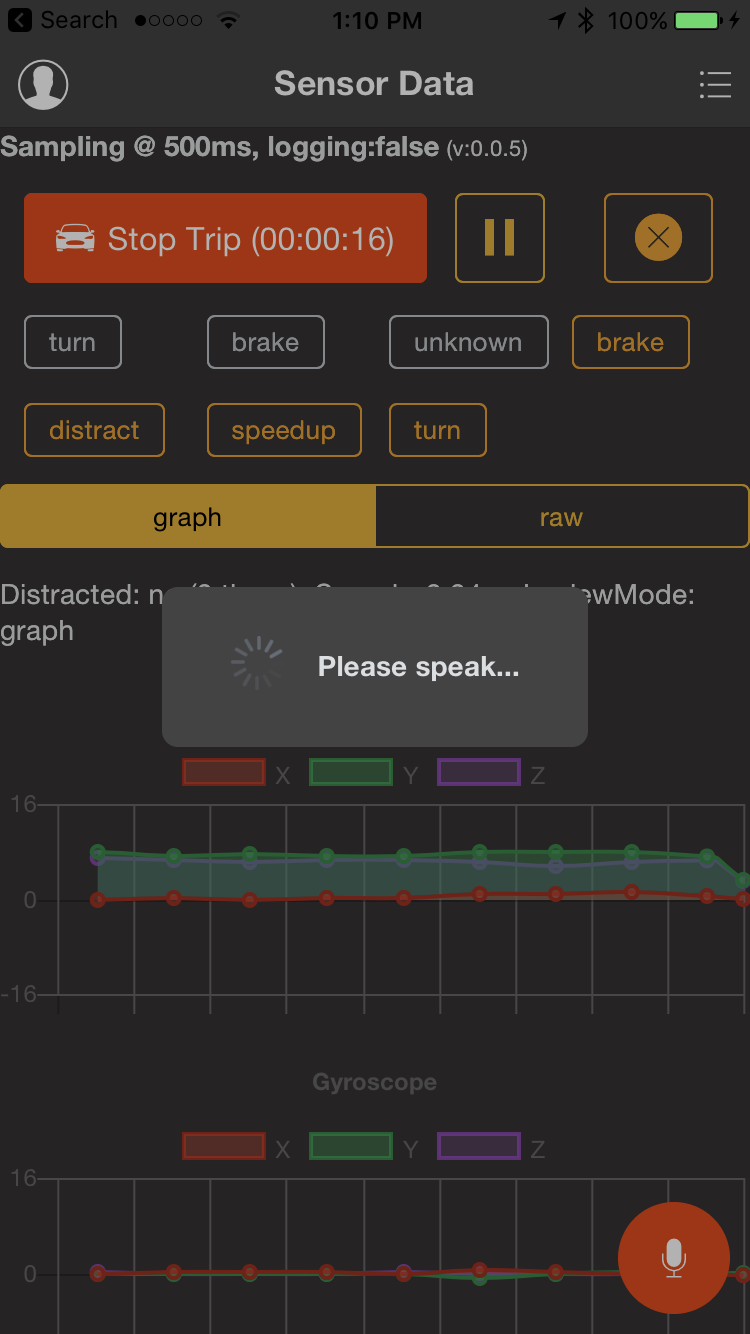 Search 1:10 PM 100%
Sensor Data
Sampling @ 500ms, logging:false (v:0.0.5)
Stop Trip (00:00:16)
turn brake unknown brake
distract speedup turn
graph raw
Distracted: ewMode:
graph
Please speak...
X Y Z
16
0
-16
Gyroscope
X Y Z
16
0